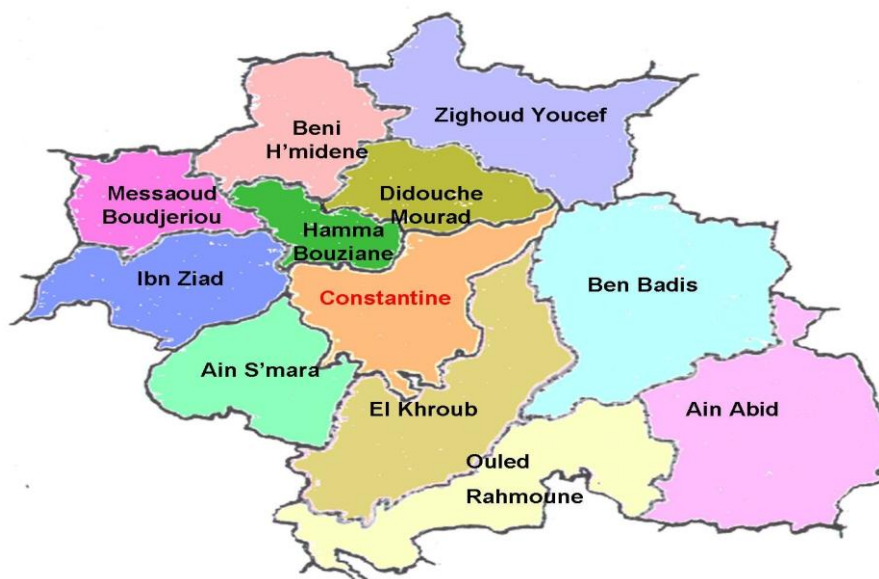 Zighoud Youcef
Beni
H'midene
Messaoud
Boudjeriou
Didouche
Mourad
Hamma
Bouziane
Ibn Ziad
Constantine
Ben Badis
Ain S'mara
El Khroub
Ain Abid
Ouled
Rahmoune